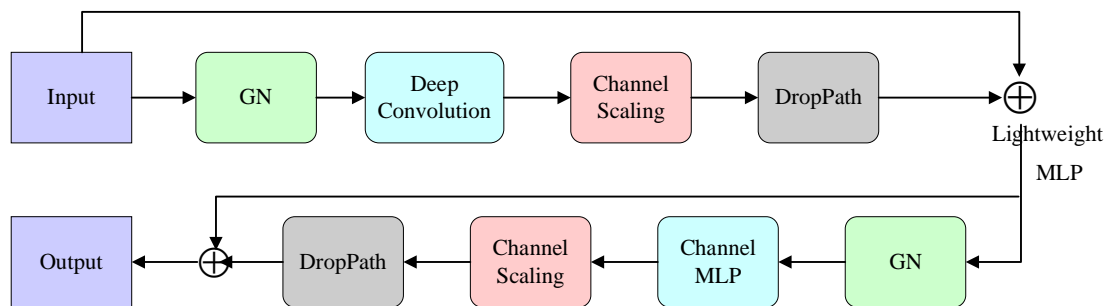 Input
GN
Deep
Convolution
Channel
Scaling
DropPath
Lightweight
MLP
Output
DropPath
Channel
Scaling
Channel
MLP
GN